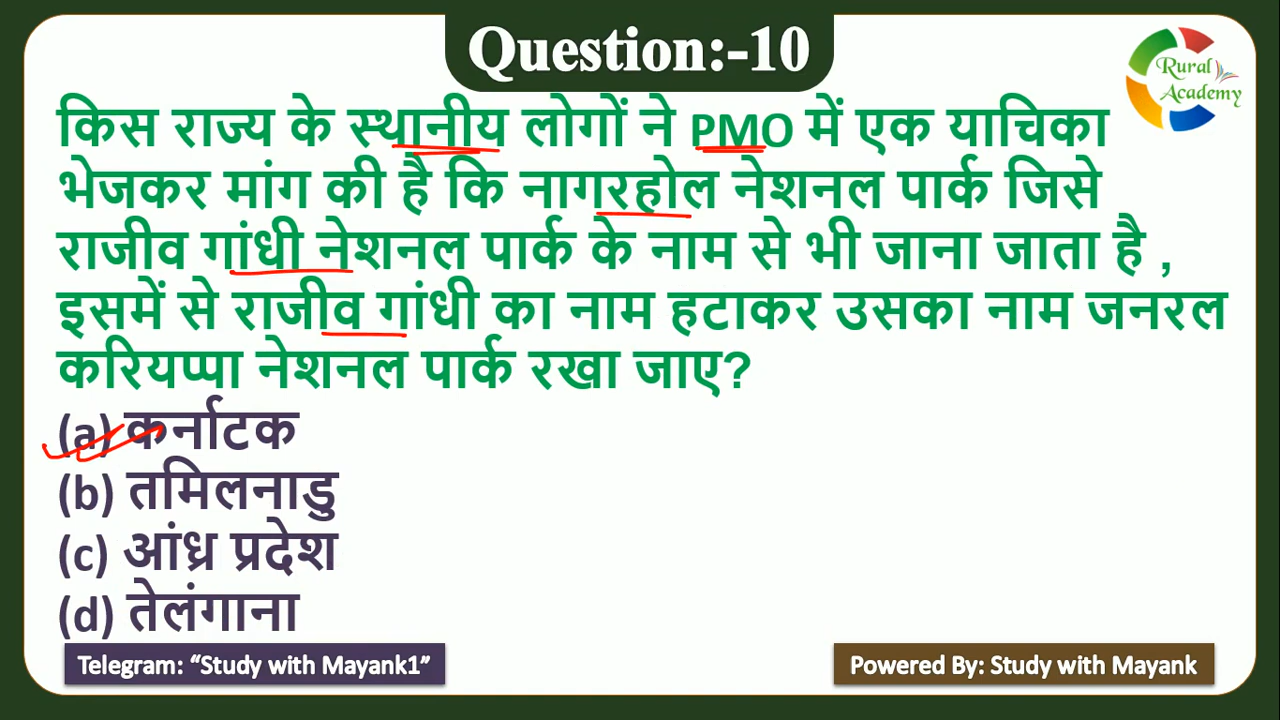 Question:-10
Rural
Academy
किस राज्य के स्थानीय लोगों ने PMO में एक याचिका
भेजकर मांग की है कि नागरहोल नेशनल पार्क जिसे
राजीव गांधी नेशनल पार्क के नाम से भी जाना जाता है ,
इसमें से राजीव गांधी का नाम हटाकर उसका नाम जनरल
करियप्पा नेशनल पार्क रखा जाए?
(a) कर्नाटक
(b) तमिलनाडु
(c) आंध्र प्रदेश
(d) तेलंगाना
Telegram: “Study with Mayank1”
Powered By: Study with Mayank